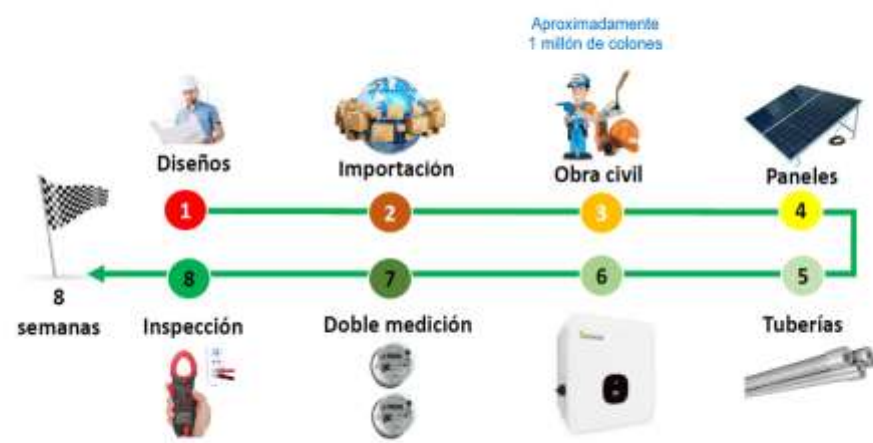 Aproximadamente
1 millón de colones
Diseños
Importación
Obra civil
Paneles
1
2
3
4
8
7
6
5
8
semanas
Inspección
Doble medición
Tuberías